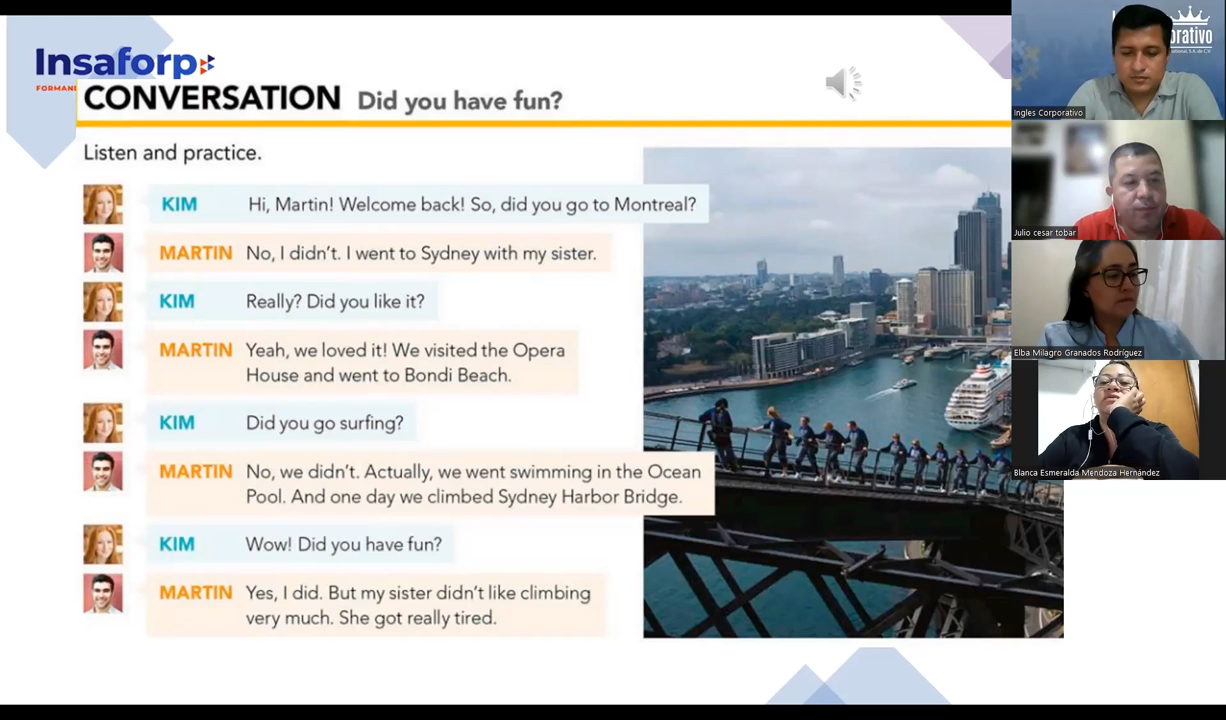 Insaforp
CONVERSATION Did you have fun?
Listen and practice.
KIM Hi, Martin! Welcome back! So, did you go to Montreal?
MARTIN No, I didn't. I went to Sydney with my sister.
KIM Really? Did you like it?
MARTIN Yeah, we loved it! We visited the Opera
House and went to Bondi Beach.
KIM Did you go surfing?
MARTIN No, we didn't. Actually, we went swimming in the Ocean
Pool. And one day we climbed Sydney Harbor Bridge.
KIM Wow! Did you have fun?
MARTIN Yes, I did. But my sister didn't like climbing
very much. She got really tired.
Ingles Corporativo
Julio cesar tobar
Elba Milagro Granados Rodríguez
Blanca Esmeralda Mendoza Hernández